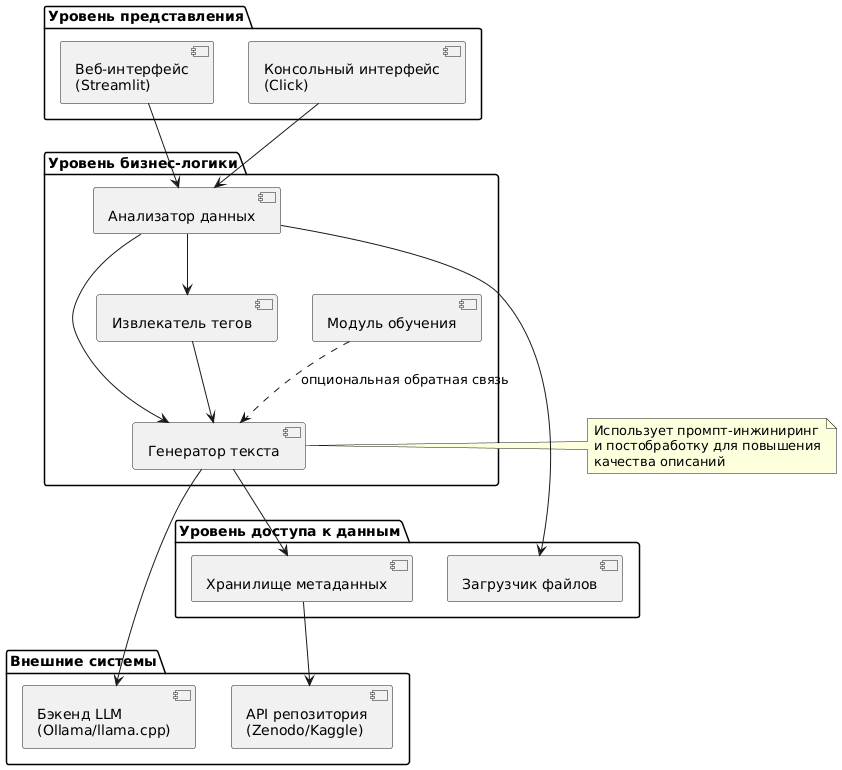 Уровень представления
Веб-интерфейс
(Streamlit)
Консольный интерфейс
(Click)
Уровень бизнес-логики
Анализатор данных
Извлекатель тегов
Модуль обучения
опциональная обратная связь
Генератор текста
Использует промпт-инжиниринг
и постобработку для повышения
качества описаний
Уровень доступа к данным
Хранилище метаданных
Загрузчик файлов
Внешние системы
Бэкенд LLM
(Ollama/llama.cpp)
API репозитория
(Zenodo/Kaggle)